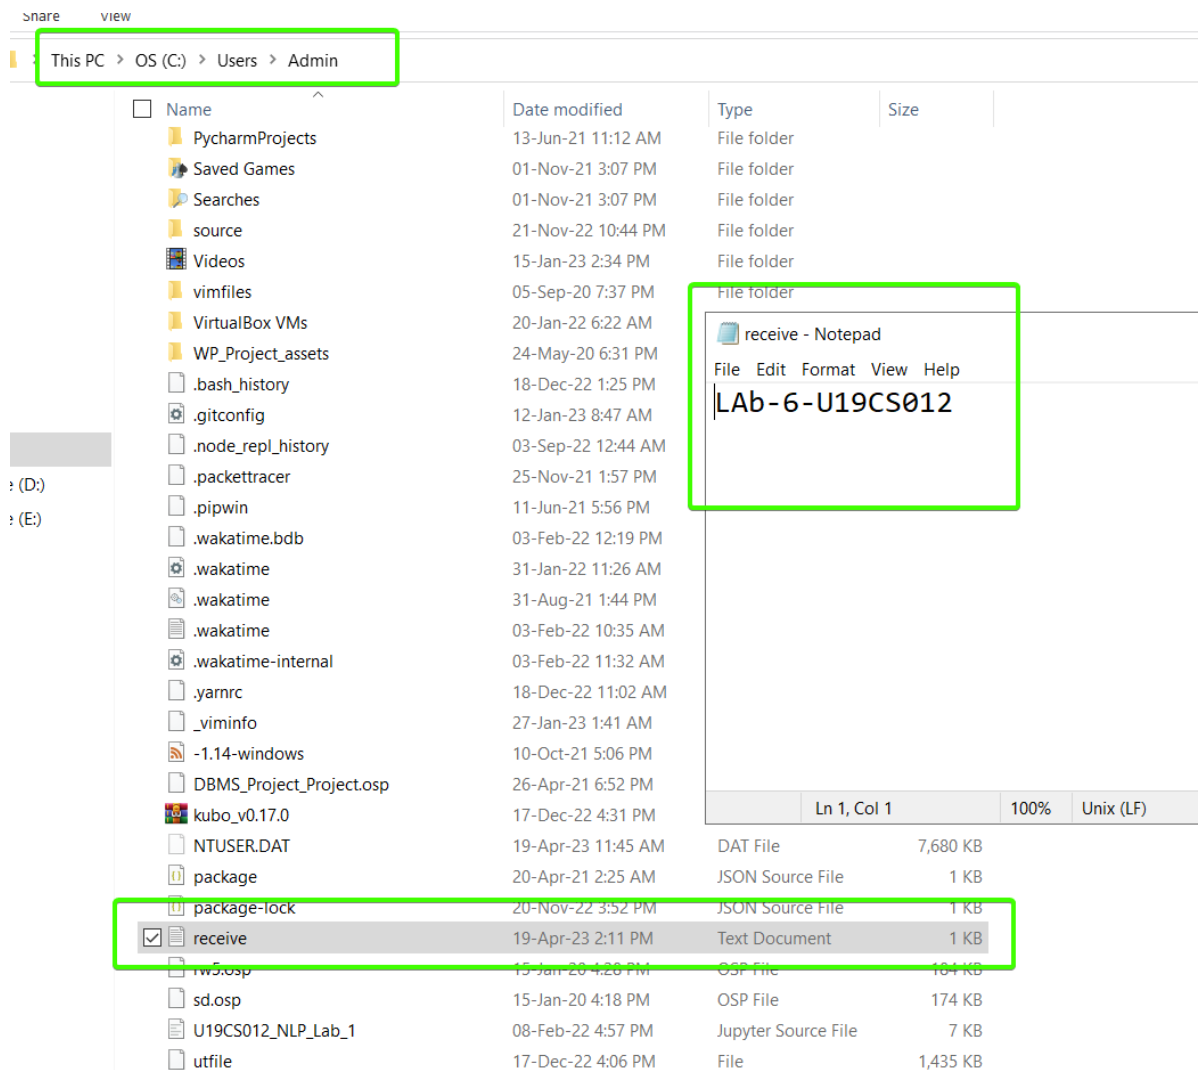 Share View
This PC > OS (C:) > Users > Admin
Name Date modified Type Size
PycharmProjects 13-Jun-21 11:12 AM File folder
Saved Games 01-Nov-21 3:07 PM File folder
Searches 01-Nov-21 3:07 PM File folder
source 21-Nov-22 10:44 PM File folder
Videos 15-Jan-23 2:34 PM File folder
vimfiles 05-Sep-20 7:37 PM File folder
VirtualBox VMs 20-Jan-22 6:22 AM
WP_Project_assets 24-May-20 6:31 PM
.bash_history 18-Dec-22 1:25 PM
.gitconfig 12-Jan-23 8:47 AM
.node_repl_history 03-Sep-22 12:44 AM
.packettracer 25-Nov-21 1:57 PM
.pipwin 11-Jun-21 5:56 PM
.wakatime.bdb 03-Feb-22 12:19 PM
.wakatime 31-Jan-22 11:26 AM
.wakatime 31-Aug-21 1:44 PM
.wakatime 03-Feb-22 10:35 AM
.wakatime-internal 03-Feb-22 11:32 AM
.yarnrc 18-Dec-22 11:02 AM
_viminfo 27-Jan-23 1:41 AM
-1.14-windows 10-Oct-21 5:06 PM
DBMS_Project_Project.osp 26-Apr-21 6:52 PM
kubo_v0.17.0 17-Dec-22 4:31 PM
NTUSER.DAT 19-Apr-23 11:45 AM DAT File 7,680 KB
package 20-Apr-21 2:25 AM JSON Source File 1 KB
package-lock 20-Nov-22 3:52 PM JSON Source File 1 KB
receive 19-Apr-23 2:11 PM Text Document 1 KB
rw5.osp 15-Jan-20 4:28 PM OSP File 184 KB
sd.osp 15-Jan-20 4:18 PM OSP File 174 KB
U19CS012_NLP_Lab_1 08-Feb-22 4:57 PM Jupyter Source File 7 KB
utfile 17-Dec-22 4:06 PM File 1,435 KB
e (D:)
e (E:)
receive - Notepad
File Edit Format View Help
LAb-6-U19CS012
Ln 1, Col 1 100% Unix (LF)